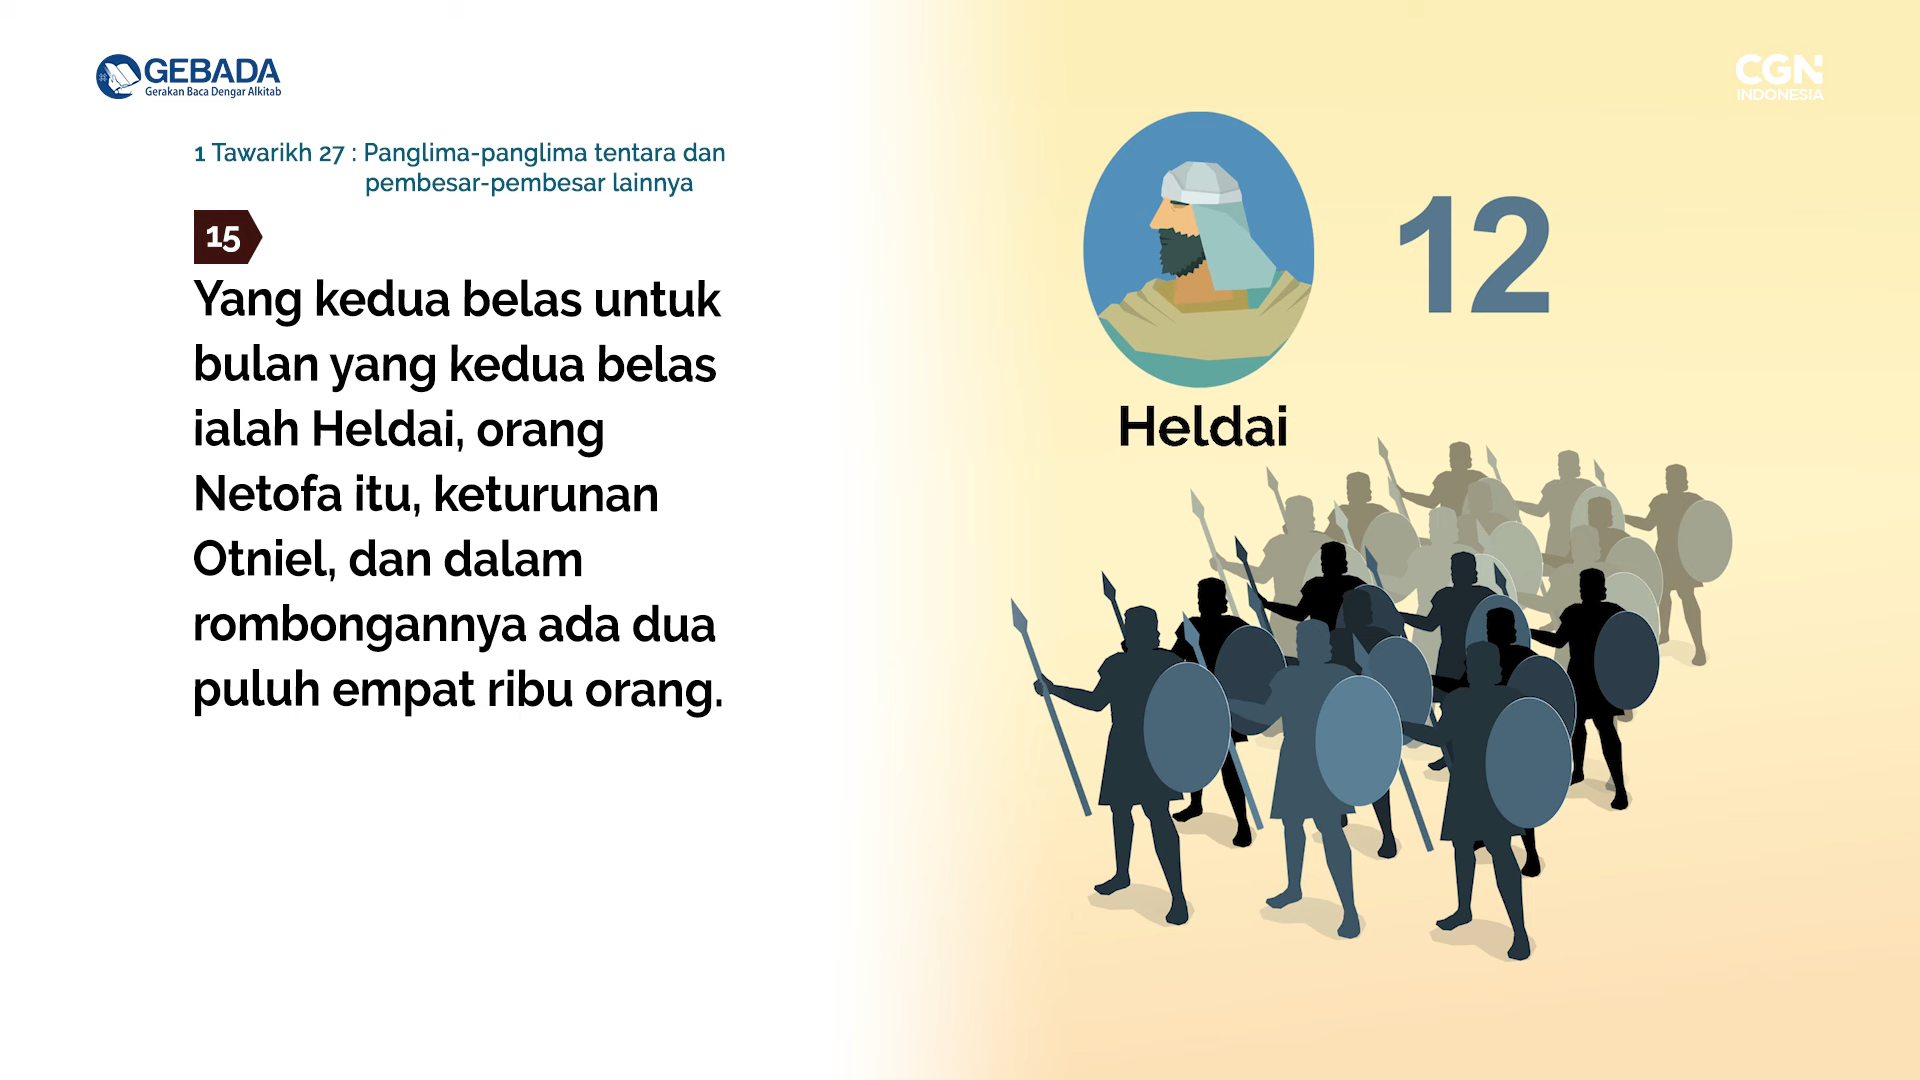 GEBADA
Gerakan Baca Dengar Alkitab
CGN
INDONESIA
1 Tawarikh 27 : Panglima-panglima tentara dan
pembesar-pembesar lainnya
15
Yang kedua belas untuk
bulan yang kedua belas
ialah Heldai, orang
Netofa itu, keturunan
Otniel, dan dalam
rombongannya ada dua
puluh empat ribu orang.
12
Heldai